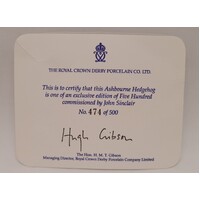 THE ROYAL CROWN DERBY PORCELAIN CO. LTD.
This is to certify that this Ashbourne Hedgehog
is one of an exclusive edition of Five Hundred
commissioned by John Sinclair
No. 474 of 500
Hugh Gibson
The Hon. H. M. T. Gibson
Managing Director, Royal Crown Derby Porcelain Company Limited